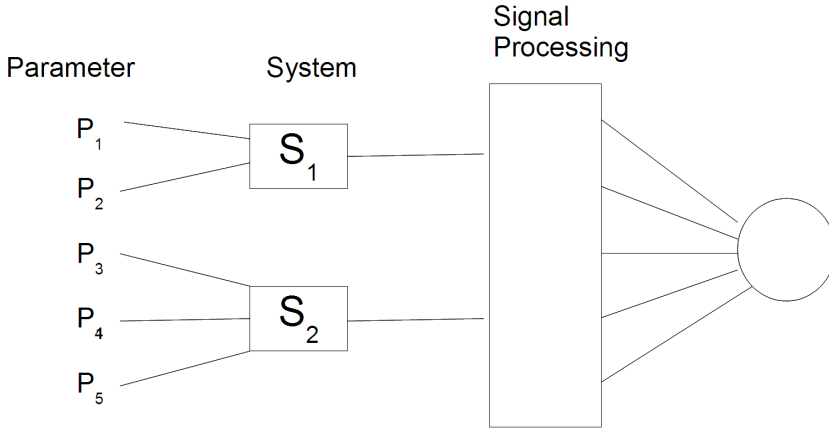 Signal
Processing
Parameter
System
P1
P2
P3
P4
P5
S1
S2